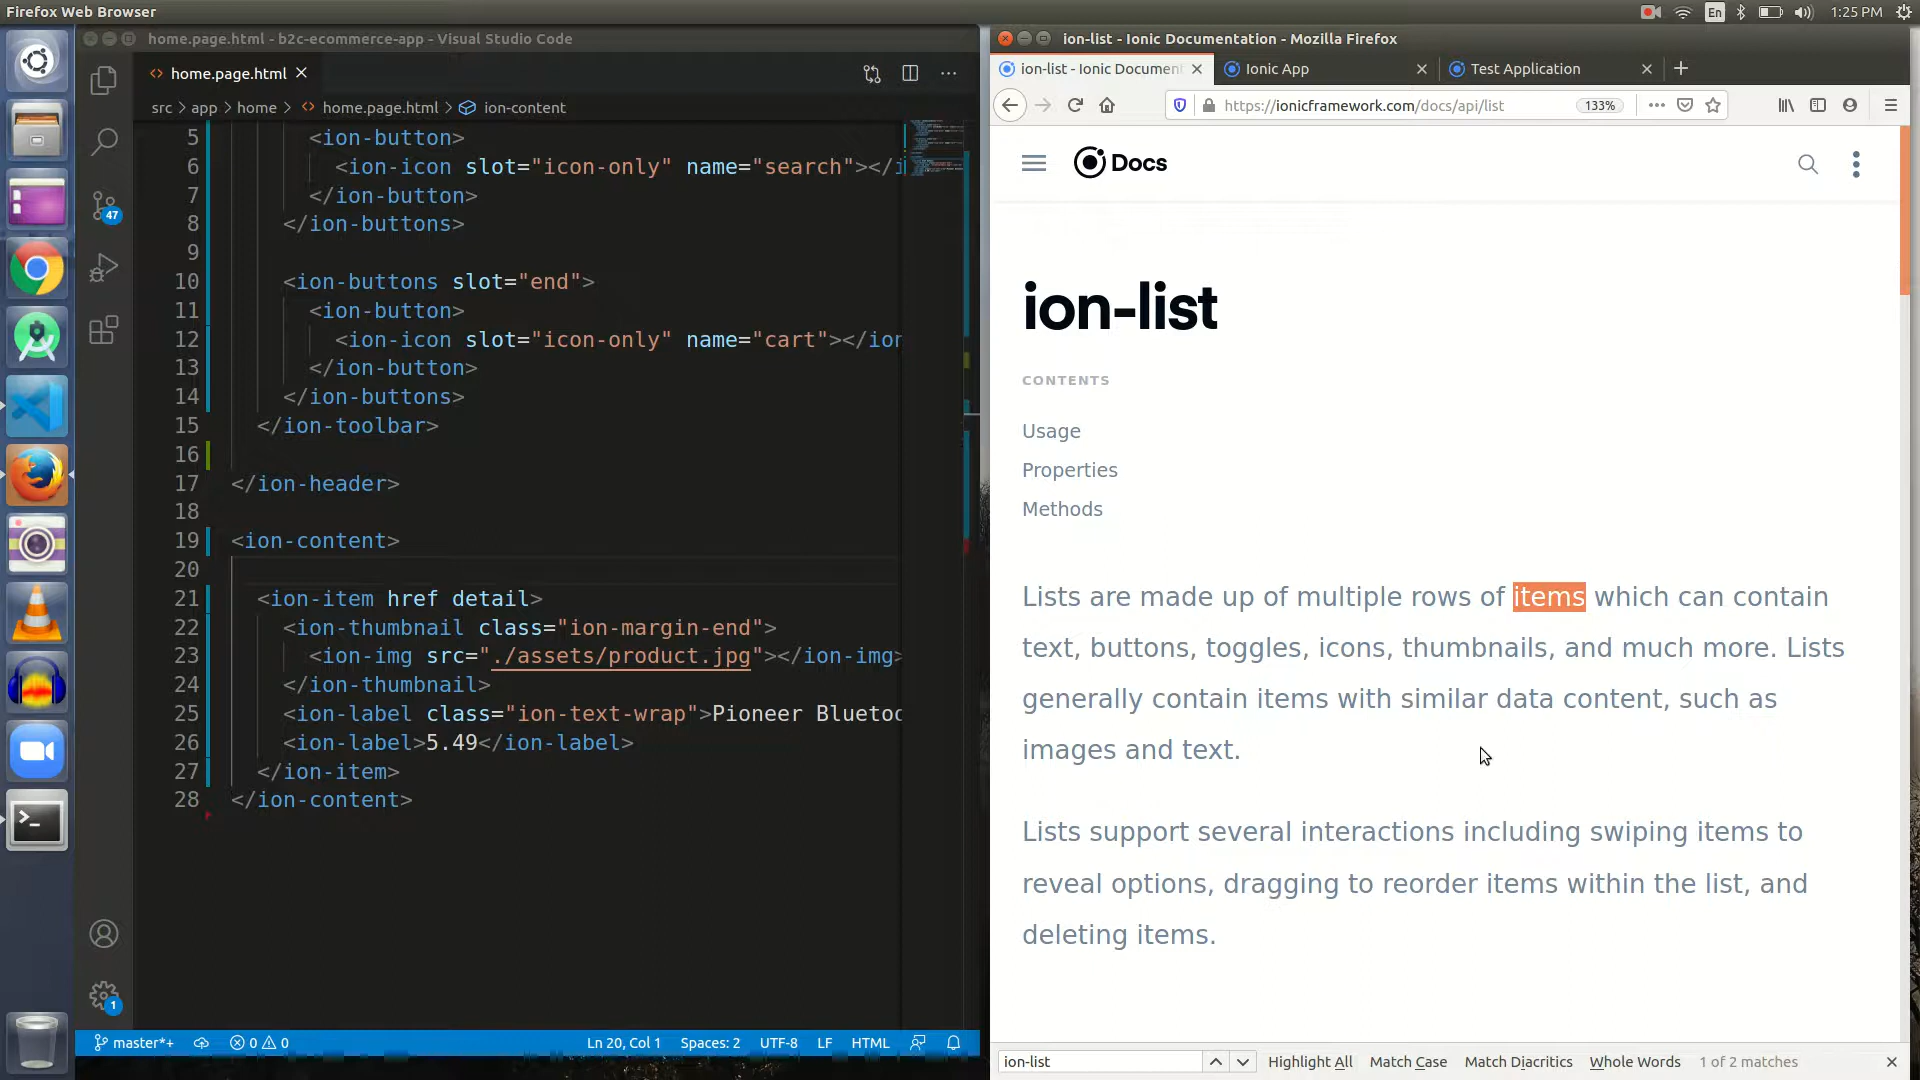 Firefox Web Browser
En
1:25 PM
home.page.html - b2c-ecommerce-app - Visual Studio Code
ion-list - Ionic Documentation - Mozilla Firefox
home.page.html
ion-list - Ionic Document
Ionic App
Test Application
src > app > home > home.page.html > ion-content
https://ionicframework.com/docs/api/list
133%
5 <ion-button>
6 <ion-icon slot="icon-only" name="search"></i
7 </ion-button>
8 </ion-buttons>
9
10 <ion-buttons slot="end">
11 <ion-button>
12 <ion-icon slot="icon-only" name="cart"></ion
13 </ion-button>
14 </ion-buttons>
15 </ion-toolbar>
16
17 </ion-header>
18
19 <ion-content>
20
21 <ion-item href detail>
22 <ion-thumbnail class="ion-margin-end">
23 <ion-img src="./assets/product.jpg"></ion-img>
24 </ion-thumbnail>
25 <ion-label class="ion-text-wrap">Pioneer Bluetoo
26 <ion-label>5.49</ion-label>
27 </ion-item>
28 </ion-content>
47
1
master*+
0
0
Ln 20, Col 1
Spaces: 2
UTF-8
LF
HTML
Docs
ion-list
CONTENTS
Usage
Properties
Methods
Lists are made up of multiple rows of items which can contain
text, buttons, toggles, icons, thumbnails, and much more. Lists
generally contain items with similar data content, such as
images and text.
Lists support several interactions including swiping items to
reveal options, dragging to reorder items within the list, and
deleting items.
ion-list
Highlight All
Match Case
Match Diacritics
Whole Words
1 of 2 matches